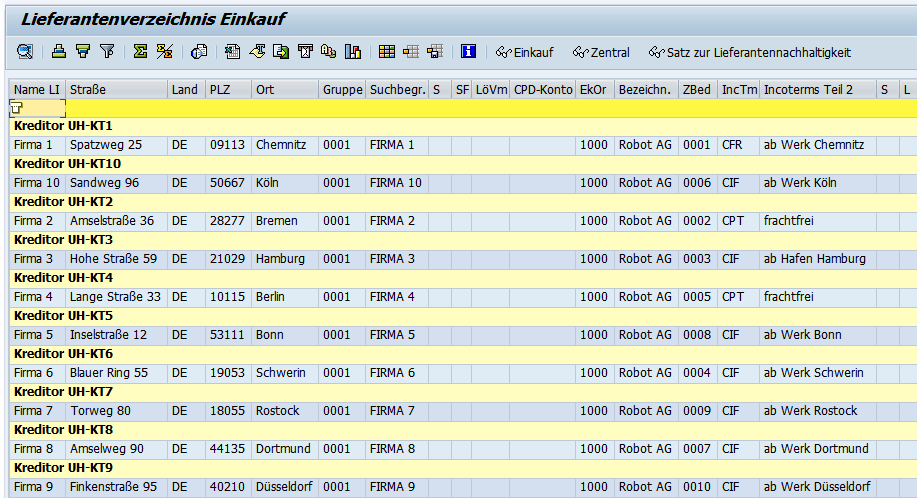 Lieferantenverzeichnis Einkauf
Einkauf Zentral Satz zur Lieferantennachhaltigkeit
Name LI Straße Land PLZ Ort Gruppe Suchbegr. S SF LöVm CPD-Konto EkOr Bezeichn. ZBed IncTm Incoterms Teil 2 S L
Kreditor UH-KT1
Firma 1 Spatzweg 25 DE 09113 Chemnitz 0001 FIRMA 1 1000 Robot AG 0001 CFR ab Werk Chemnitz
Kreditor UH-KT10
Firma 10 Sandweg 96 DE 50667 Köln 0001 FIRMA 10 1000 Robot AG 0006 CIF ab Werk Köln
Kreditor UH-KT2
Firma 2 Amselstraße 36 DE 28277 Bremen 0001 FIRMA 2 1000 Robot AG 0002 CPT frachtfrei
Kreditor UH-KT3
Firma 3 Hohe Straße 59 DE 21029 Hamburg 0001 FIRMA 3 1000 Robot AG 0003 CIF ab Hafen Hamburg
Kreditor UH-KT4
Firma 4 Lange Straße 33 DE 10115 Berlin 0001 FIRMA 4 1000 Robot AG 0005 CPT frachtfrei
Kreditor UH-KT5
Firma 5 Inselstraße 12 DE 53111 Bonn 0001 FIRMA 5 1000 Robot AG 0008 CIF ab Werk Bonn
Kreditor UH-KT6
Firma 6 Blauer Ring 55 DE 19053 Schwerin 0001 FIRMA 6 1000 Robot AG 0004 CIF ab Werk Schwerin
Kreditor UH-KT7
Firma 7 Torweg 80 DE 18055 Rostock 0001 FIRMA 7 1000 Robot AG 0009 CIF ab Werk Rostock
Kreditor UH-KT8
Firma 8 Amselweg 90 DE 44135 Dortmund 0001 FIRMA 8 1000 Robot AG 0007 CIF ab Werk Dortmund
Kreditor UH-KT9
Firma 9 Finkenstraße 95 DE 40210 Düsseldorf 0001 FIRMA 9 1000 Robot AG 0010 CIF ab Werk Düsseldorf